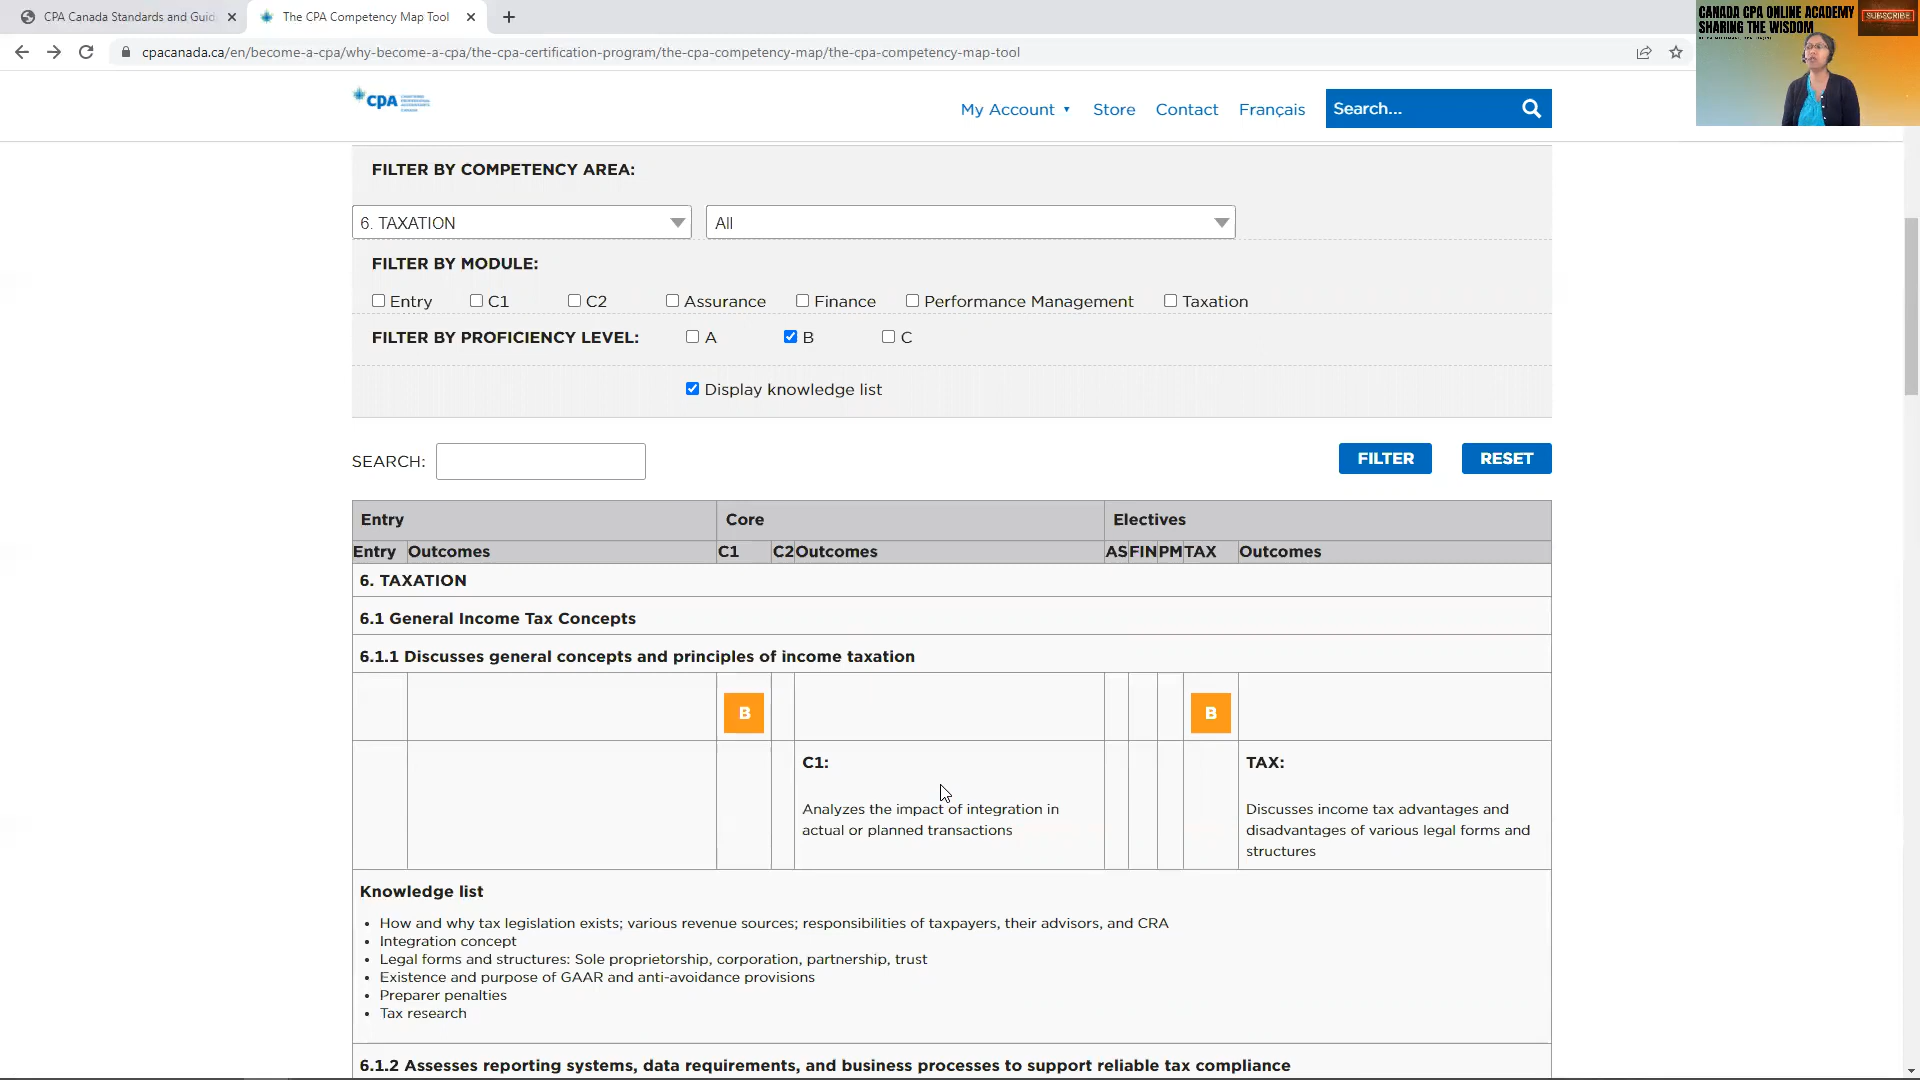 CPA Canada Standards and Guid
The CPA Competency Map Tool
cpacanada.ca/en/become-a-cpa/why-become-a-cpa/the-cpa-certification-program/the-cpa-competency-map/the-cpa-competency-map-tool
CANADA CPA ONLINE ACADEMY
SHARING THE WISDOM
SUBSCRIBE
CPA
My Account
Store
Contact
Français
Search...
FILTER BY COMPETENCY AREA:
6. TAXATION
All
FILTER BY MODULE:
Entry
C1
C2
Assurance
Finance
Performance Management
Taxation
FILTER BY PROFICIENCY LEVEL:
A
B
C
Display knowledge list
SEARCH:
FILTER
RESET
Entry
Core
Electives
Entry
Outcomes
C1
C2
Outcomes
AS
FIN
PM
TAX
Outcomes
6. TAXATION
6.1 General Income Tax Concepts
6.1.1 Discusses general concepts and principles of income taxation
B
B
C1:
Analyzes the impact of integration in
actual or planned transactions
TAX:
Discusses income tax advantages and
disadvantages of various legal forms and
structures
Knowledge list
• How and why tax legislation exists; various revenue sources; responsibilities of taxpayers, their advisors, and CRA
• Integration concept
• Legal forms and structures: Sole proprietorship, corporation, partnership, trust
• Existence and purpose of GAAR and anti-avoidance provisions
• Preparer penalties
• Tax research
6.1.2 Assesses reporting systems, data requirements, and business processes to support reliable tax compliance